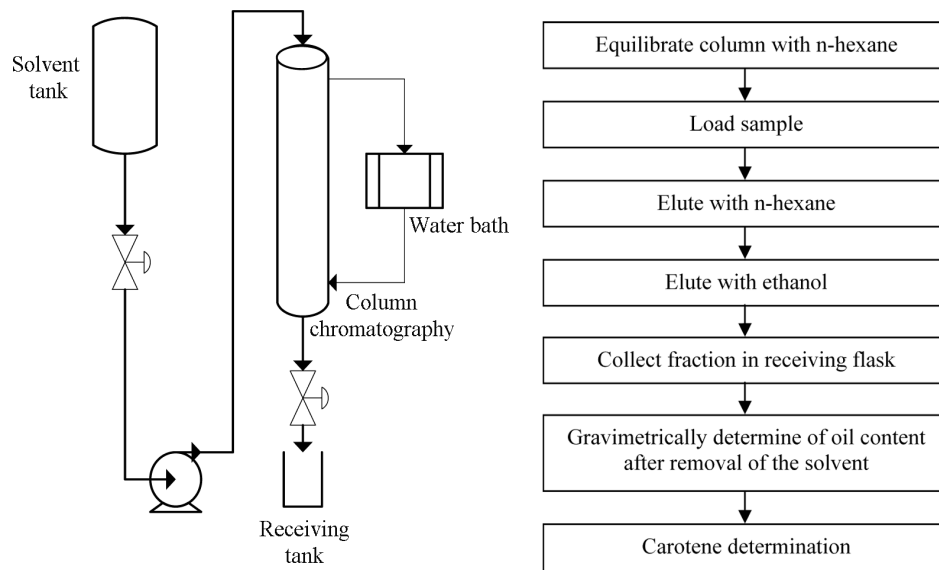 Solvent
tank
Water bath
Column
chromatography
Receiving
tank
Equilibrate column with n-hexane
Load sample
Elute with n-hexane
Elute with ethanol
Collect fraction in receiving flask
Gravimetrically determine of oil content
after removal of the solvent
Carotene determination